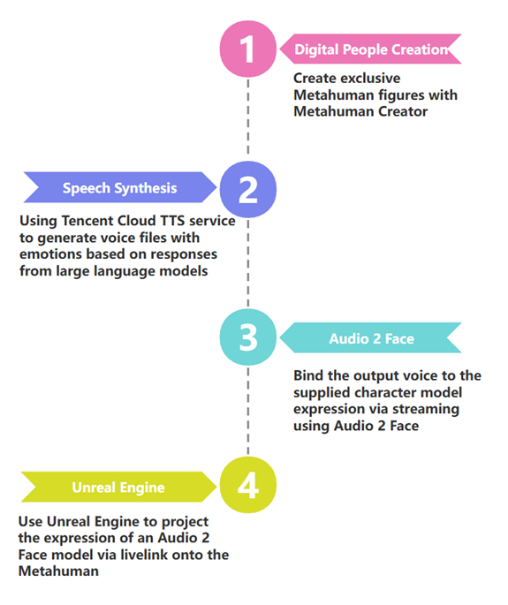 1
Digital People Creation
Create exclusive
Metahuman figures with
Metahuman Creator
2
Speech Synthesis
Using Tencent Cloud TTS service
to generate voice files with
emotions based on responses
from large language models
3
Audio 2 Face
Bind the output voice to the
supplied character model
expression via streaming
using Audio 2 Face
4
Unreal Engine
Use Unreal Engine to project
the expression of an Audio 2
Face model via livelink onto the
Metahuman